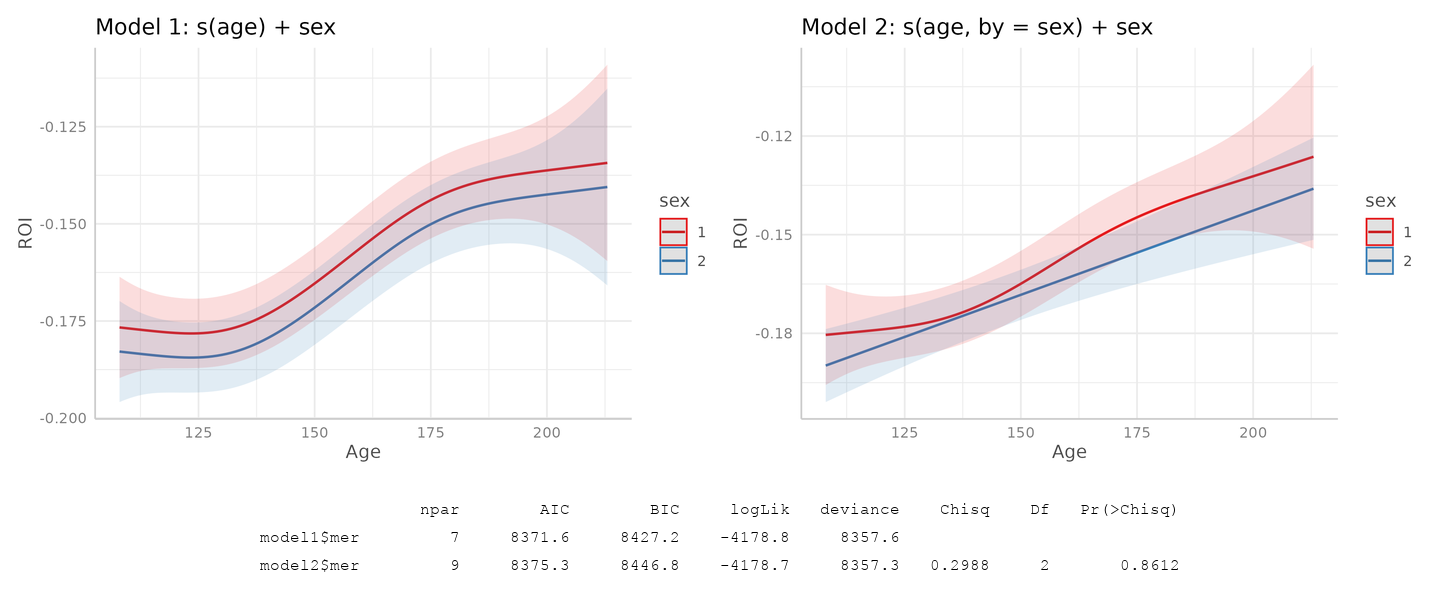 Model 1: s(age) + sex
-0.125
-0.150
-0.175
-0.200
ROI
125 150 175 200
Age
sex
1
2
Model 2: s(age, by = sex) + sex
-0.12
-0.15
-0.18
ROI
125 150 175 200
Age
sex
1
2
npar AIC BIC logLik deviance Chisq Df Pr(>Chisq)
model1$mer 7 8371.6 8427.2 -4178.8 8357.6
model2$mer 9 8375.3 8446.8 -4178.7 8357.3 0.2988 2 0.8612